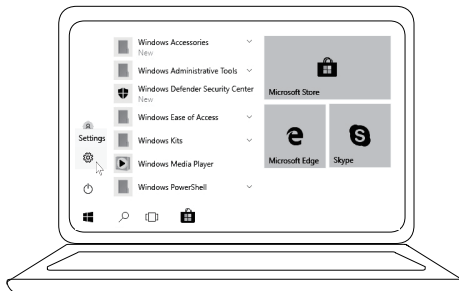 Windows Accessories
New
Windows Administrative Tools
Windows Defender Security Center
New
Windows Ease of Access
Windows Kits
Windows Media Player
Windows PowerShell
Settings
Microsoft Store
Microsoft Edge
Skype